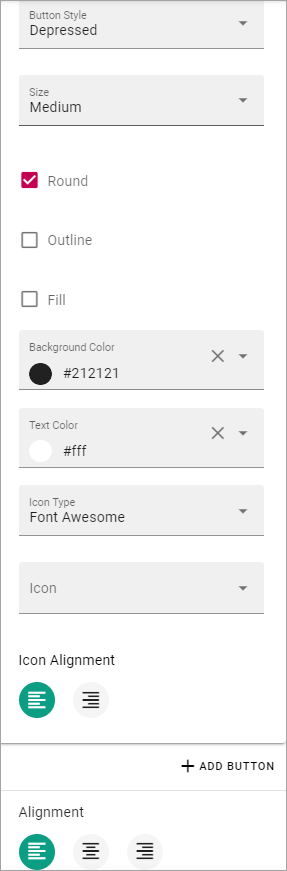 Button Style
Depressed
Size
Medium
Round
Outline
Fill
Background Color
#212121
Text Color
#fff
Icon Type
Font Awesome
Icon
Icon Alignment
ADD BUTTON
Alignment